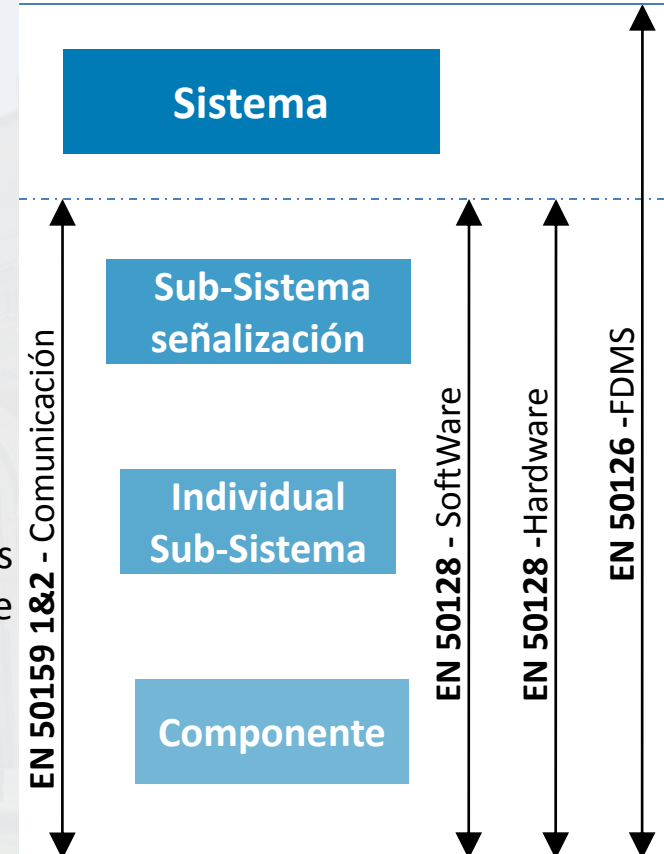 Sistema
Sub-Sistema
señalización
Individual
Sub-Sistema
Componente
EN 50159 1&2 - Comunicación
EN 50128 - SoftWare
EN 50128 -Hardware
EN 50126 -FDMS